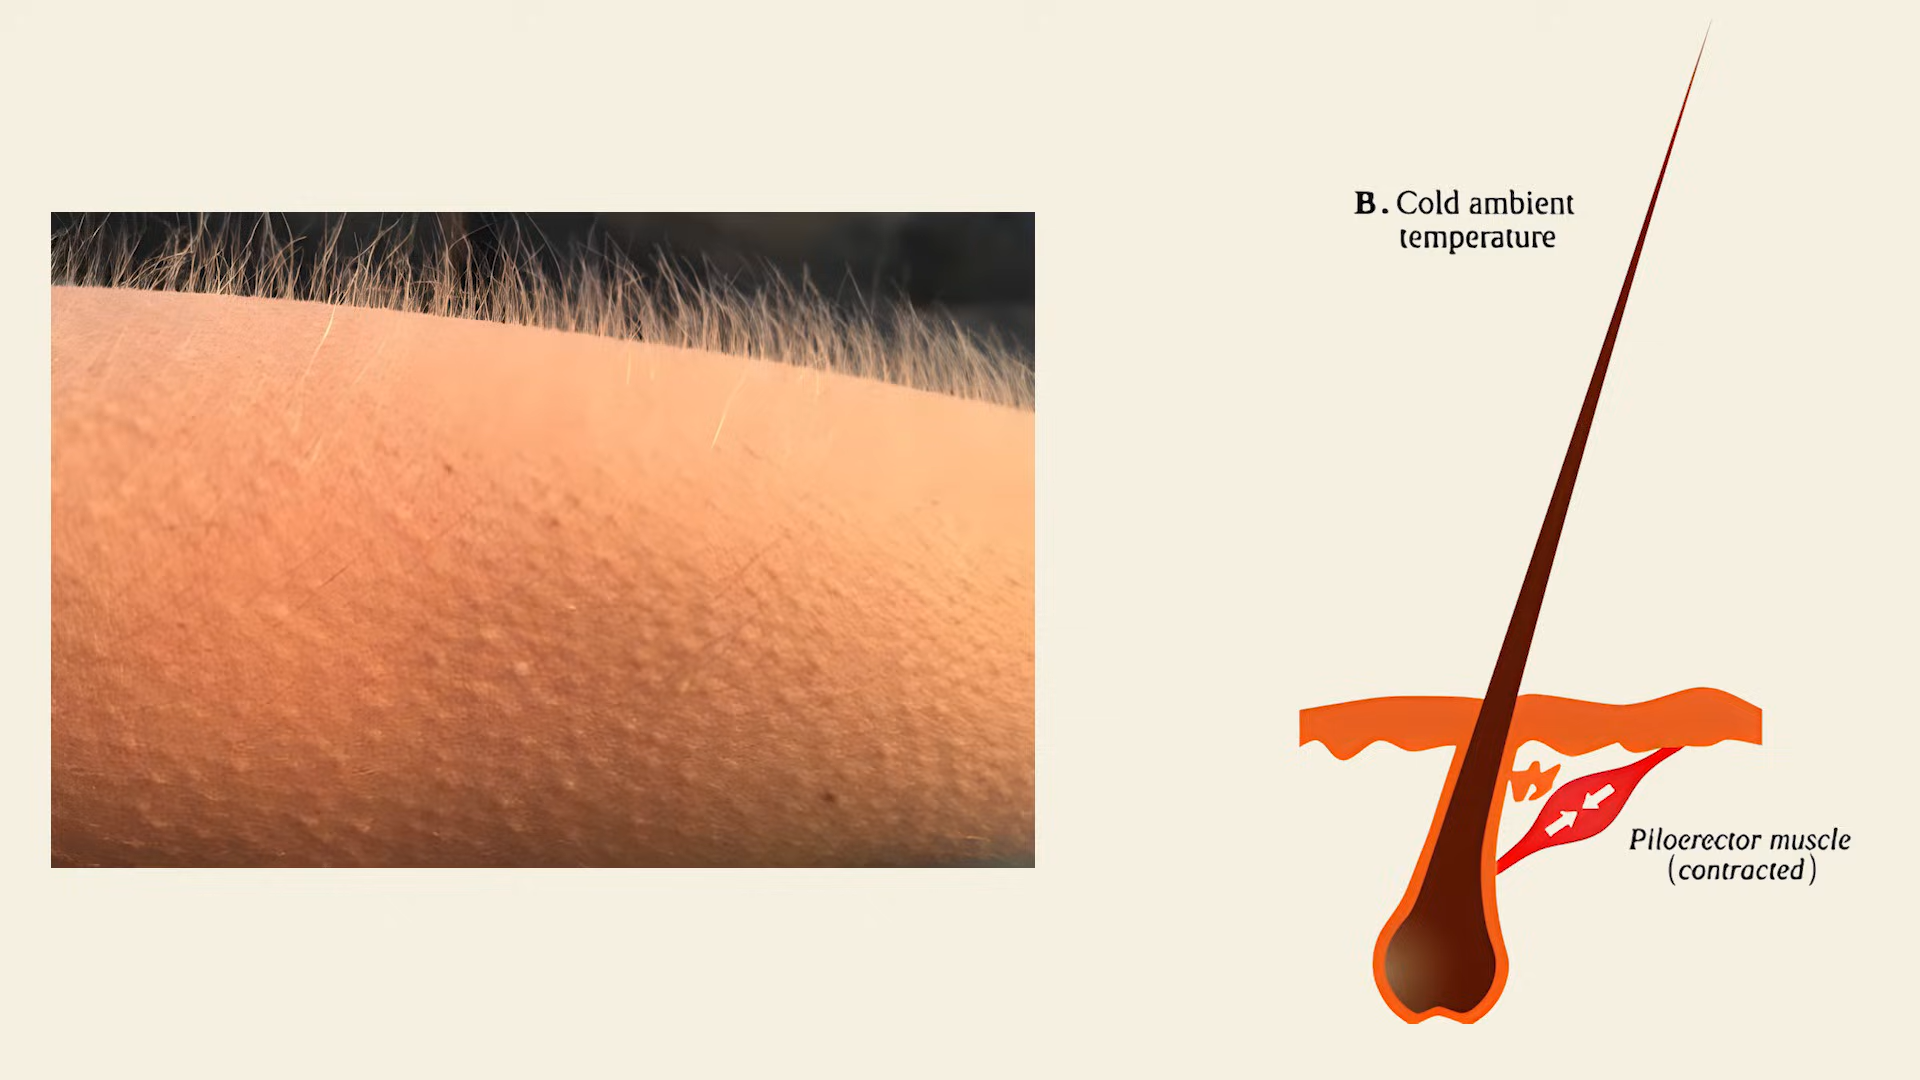 B. Cold ambient
temperature
Piloerector muscle
(contracted)